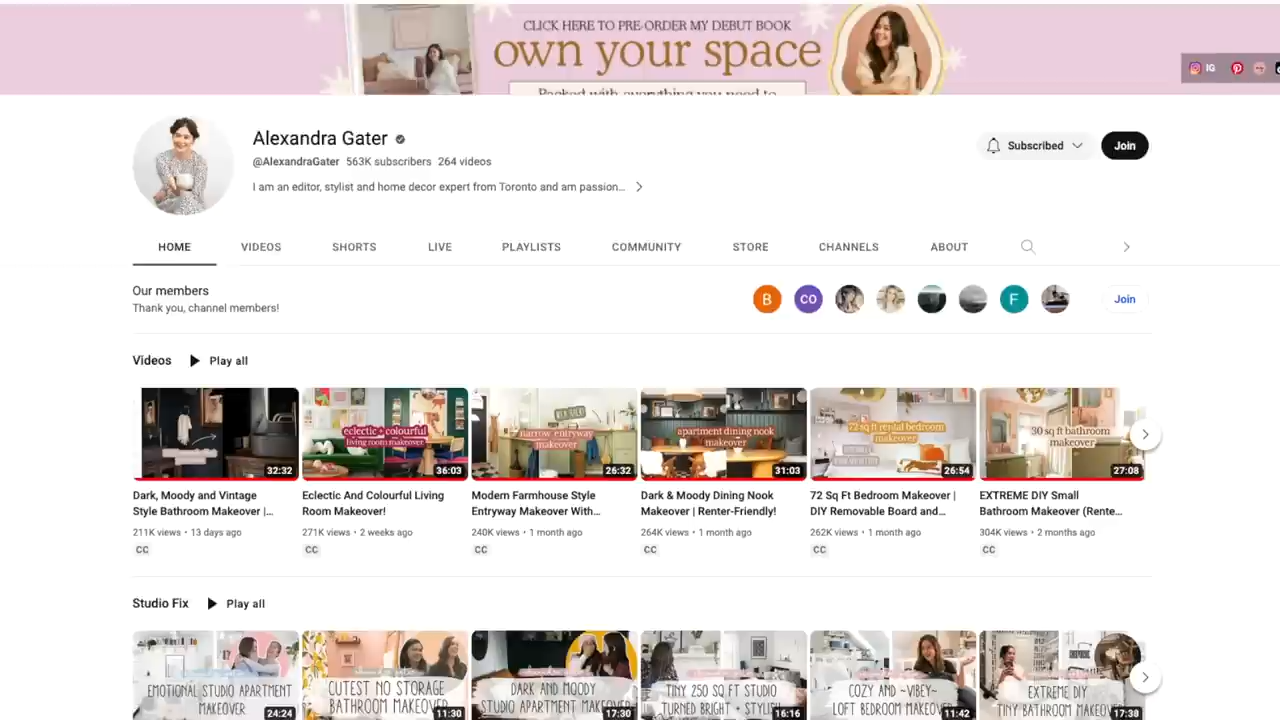 CLICK HERE TO PRE-ORDER MY DEBUT BOOK
own your space
Packed with everything you need to
IG
Alexandra Gater
@AlexandraGater 563K subscribers 264 videos
I am an editor, stylist and home decor expert from Toronto and am passion...
Subscribed
Join
HOME VIDEOS SHORTS LIVE PLAYLISTS COMMUNITY STORE CHANNELS ABOUT
Our members
Thank you, channel members!
B CO F
Join
Videos Play all
eclectic + colourful
living room makeover
narrow entryway
makeover
apartment dining nook
makeover
72 sq ft rental bedroom
makeover
30 sq ft bathroom
makeover
32:32 36:03 26:32 31:03 26:54 27:08
Dark, Moody and Vintage
Style Bathroom Makeover |...
211K views • 13 days ago
CC
Eclectic And Colourful Living
Room Makeover!
271K views • 2 weeks ago
CC
Modern Farmhouse Style
Entryway Makeover With...
240K views • 1 month ago
CC
Dark & Moody Dining Nook
Makeover | Renter-Friendly!
264K views • 1 month ago
CC
72 Sq Ft Bedroom Makeover |
DIY Removable Board and...
262K views • 1 month ago
CC
EXTREME DIY Small
Bathroom Makeover (Rente...
304K views • 2 months ago
CC
Studio Fix Play all
EMOTIONAL STUDIO APARTMENT
MAKEOVER
24:24
CUTEST NO STORAGE
BATHROOM MAKEOVER
11:30
DARK AND MOODY
STUDIO APARTMENT MAKEOVER
17:30
TINY 250 SQ FT STUDIO
TURNED BRIGHT + STYLISH
16:16
COZY AND ~VIBEY~
LOFT BEDROOM MAKEOVER
11:42
EXTREME DIY
TINY BATHROOM MAKEOVER
17:38